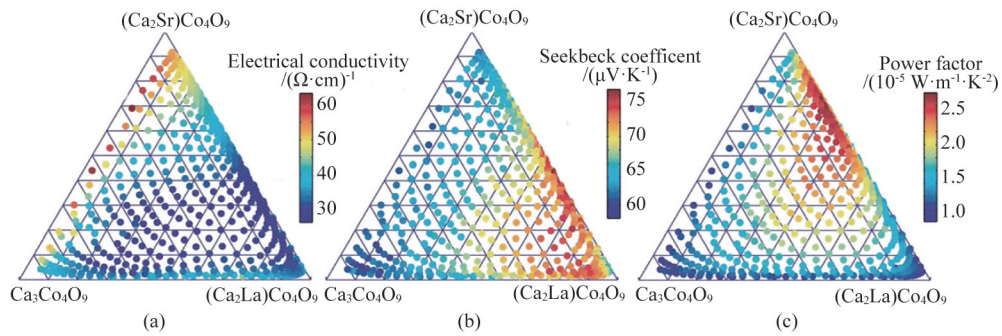 (Ca₂Sr)Co₄O₉
Electrical conductivity
/(Ω·cm)⁻¹
60
50
40
30
Ca₃Co₄O₉
(Ca₂La)Co₄O₉
(a)
(Ca₂Sr)Co₄O₉
Seekbeck coefficent
/(μV·K⁻¹)
75
70
65
60
Ca₃Co₄O₉
(Ca₂La)Co₄O₉
(b)
(Ca₂Sr)Co₄O₉
Power factor
/(10⁻⁵ W·m⁻¹·K⁻²)
2.5
2.0
1.5
1.0
Ca₃Co₄O₉
(Ca₂La)Co₄O₉
(c)